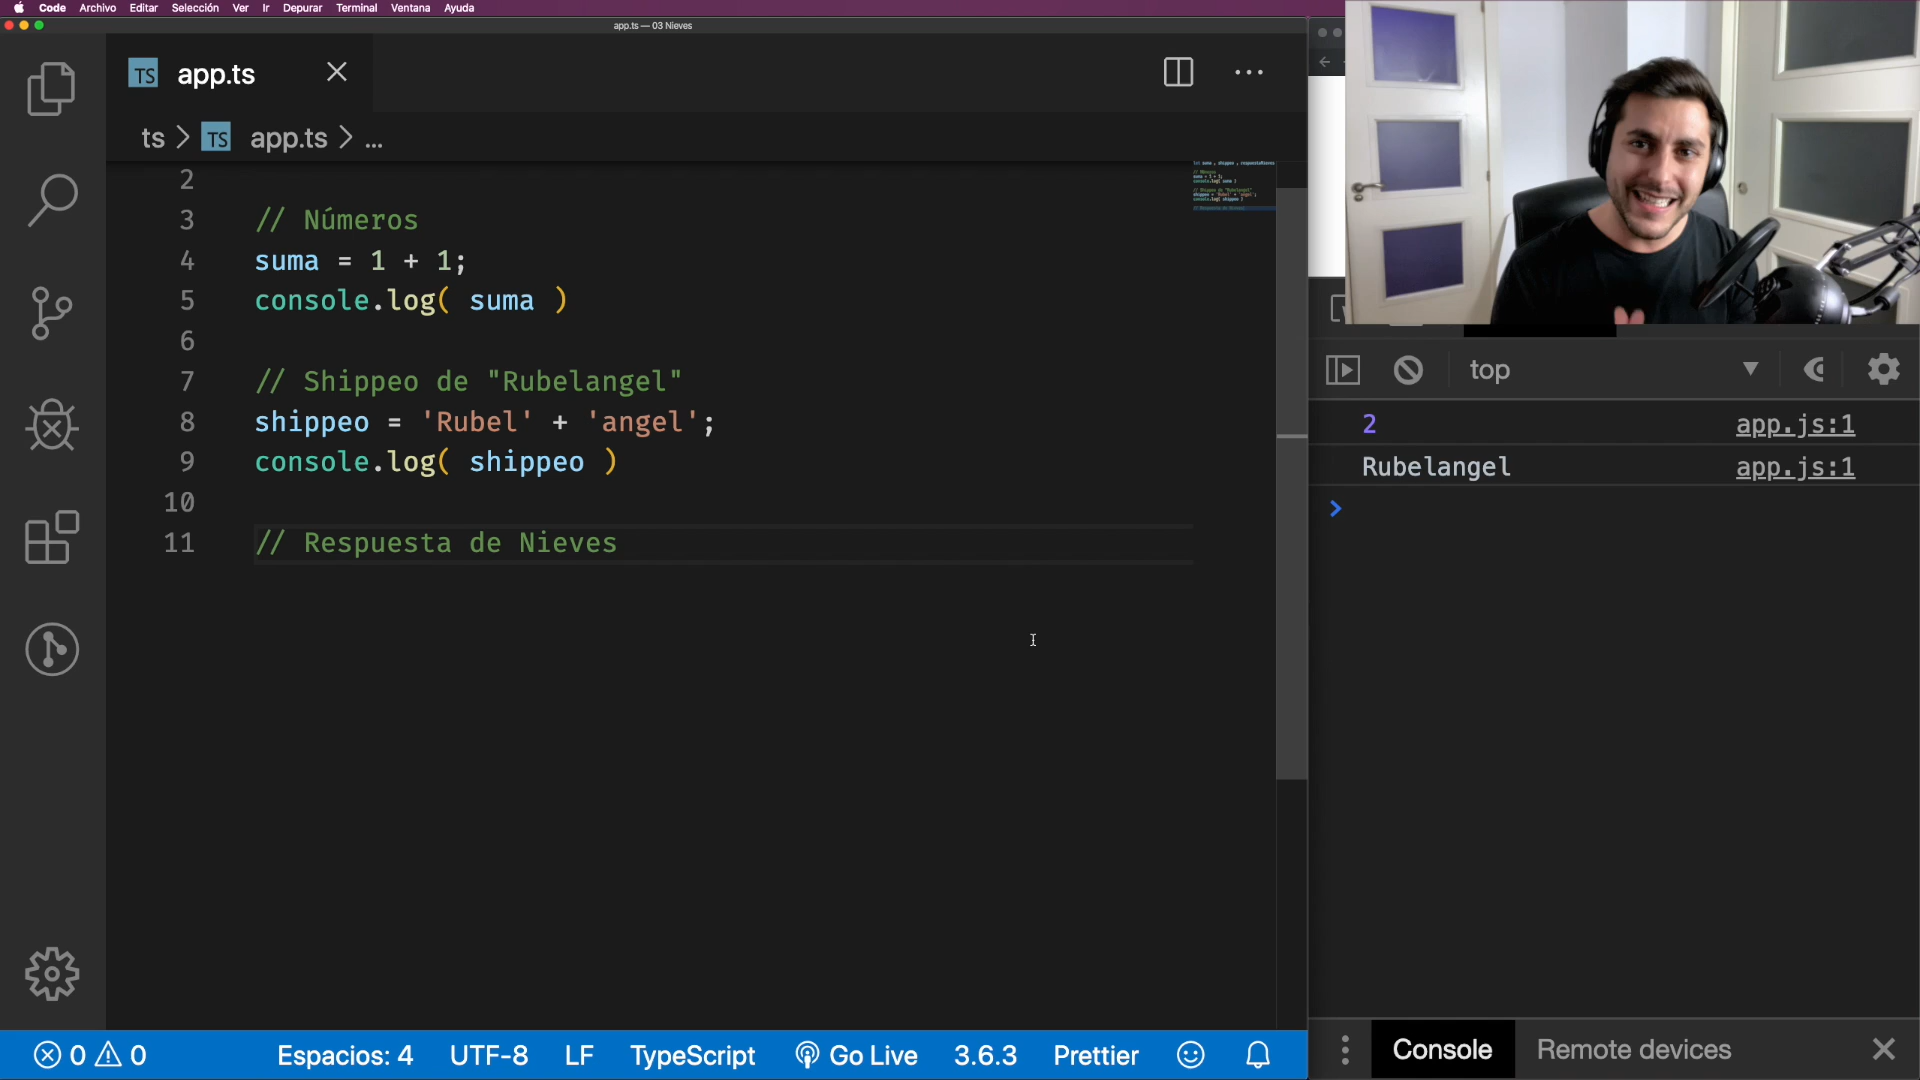 Code Archivo Editar Selección Ver Ir Depurar Terminal Ventana Ayuda
app.ts — 03 Nieves
TS app.ts
ts > TS app.ts > ...
2
3 // Números
4 suma = 1 + 1;
5 console.log( suma )
6
7 // Shippeo de "Rubelangel"
8 shippeo = 'Rubel' + 'angel';
9 console.log( shippeo )
10
11 // Respuesta de Nieves
top
2 app.js:1
Rubelangel app.js:1
0 0 Espacios: 4 UTF-8 LF TypeScript Go Live 3.6.3 Prettier
Console Remote devices